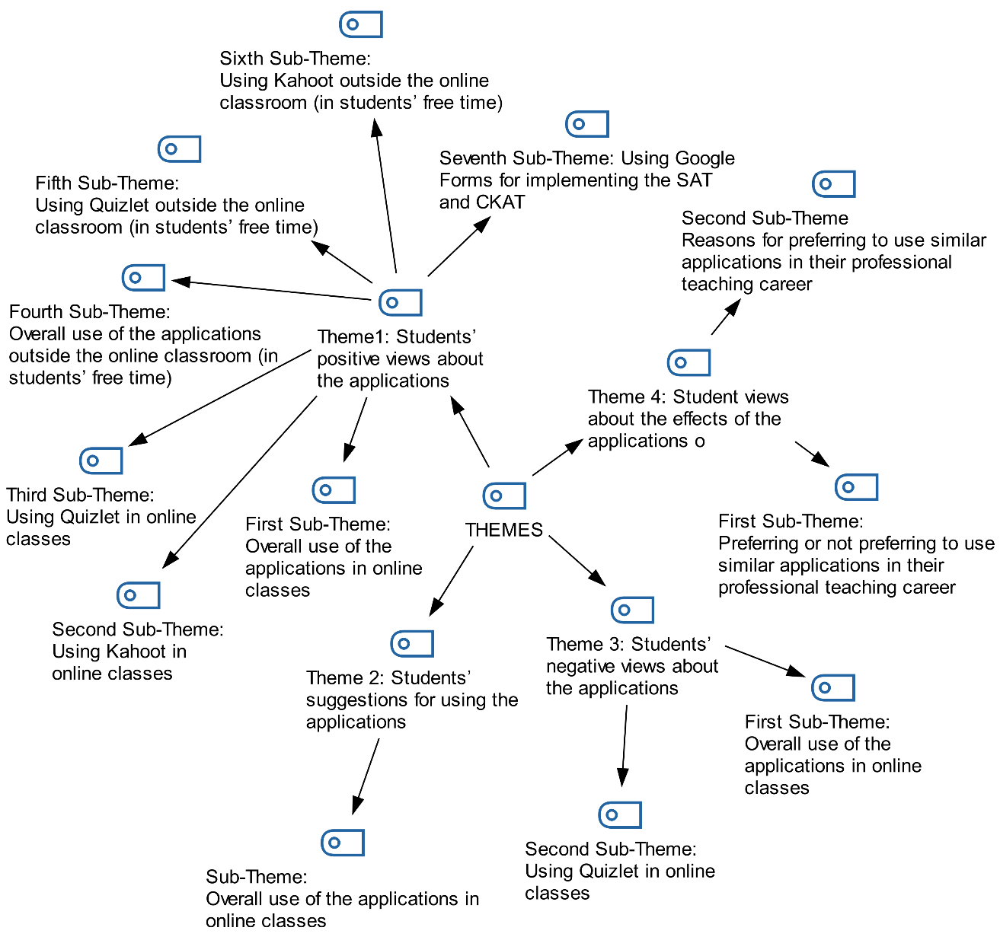 Sixth Sub-Theme:
Using Kahoot outside the online
classroom (in students’ free time)
Seventh Sub-Theme: Using Google
Forms for implementing the SAT
and CKAT
Fifth Sub-Theme:
Using Quizlet outside the online
classroom (in students’ free time)
Second Sub-Theme
Reasons for preferring to use similar
applications in their professional
teaching career
Fourth Sub-Theme:
Overall use of the applications
outside the online classroom (in
students’ free time)
Theme1: Students’
positive views about
the applications
Theme 4: Student views
about the effects of the
applications o
Third Sub-Theme:
Using Quizlet in online
classes
First Sub-Theme:
Overall use of the
applications in online
classes
THEMES
First Sub-Theme:
Preferring or not preferring to use
similar applications in their
professional teaching career
Second Sub-Theme:
Using Kahoot in
online classes
Theme 2: Students’
suggestions for using the
applications
Theme 3: Students’
negative views about
the applications
First Sub-Theme:
Overall use of the
applications in online
classes
Second Sub-Theme:
Using Quizlet in online
classes
Sub-Theme:
Overall use of the applications in
online classes